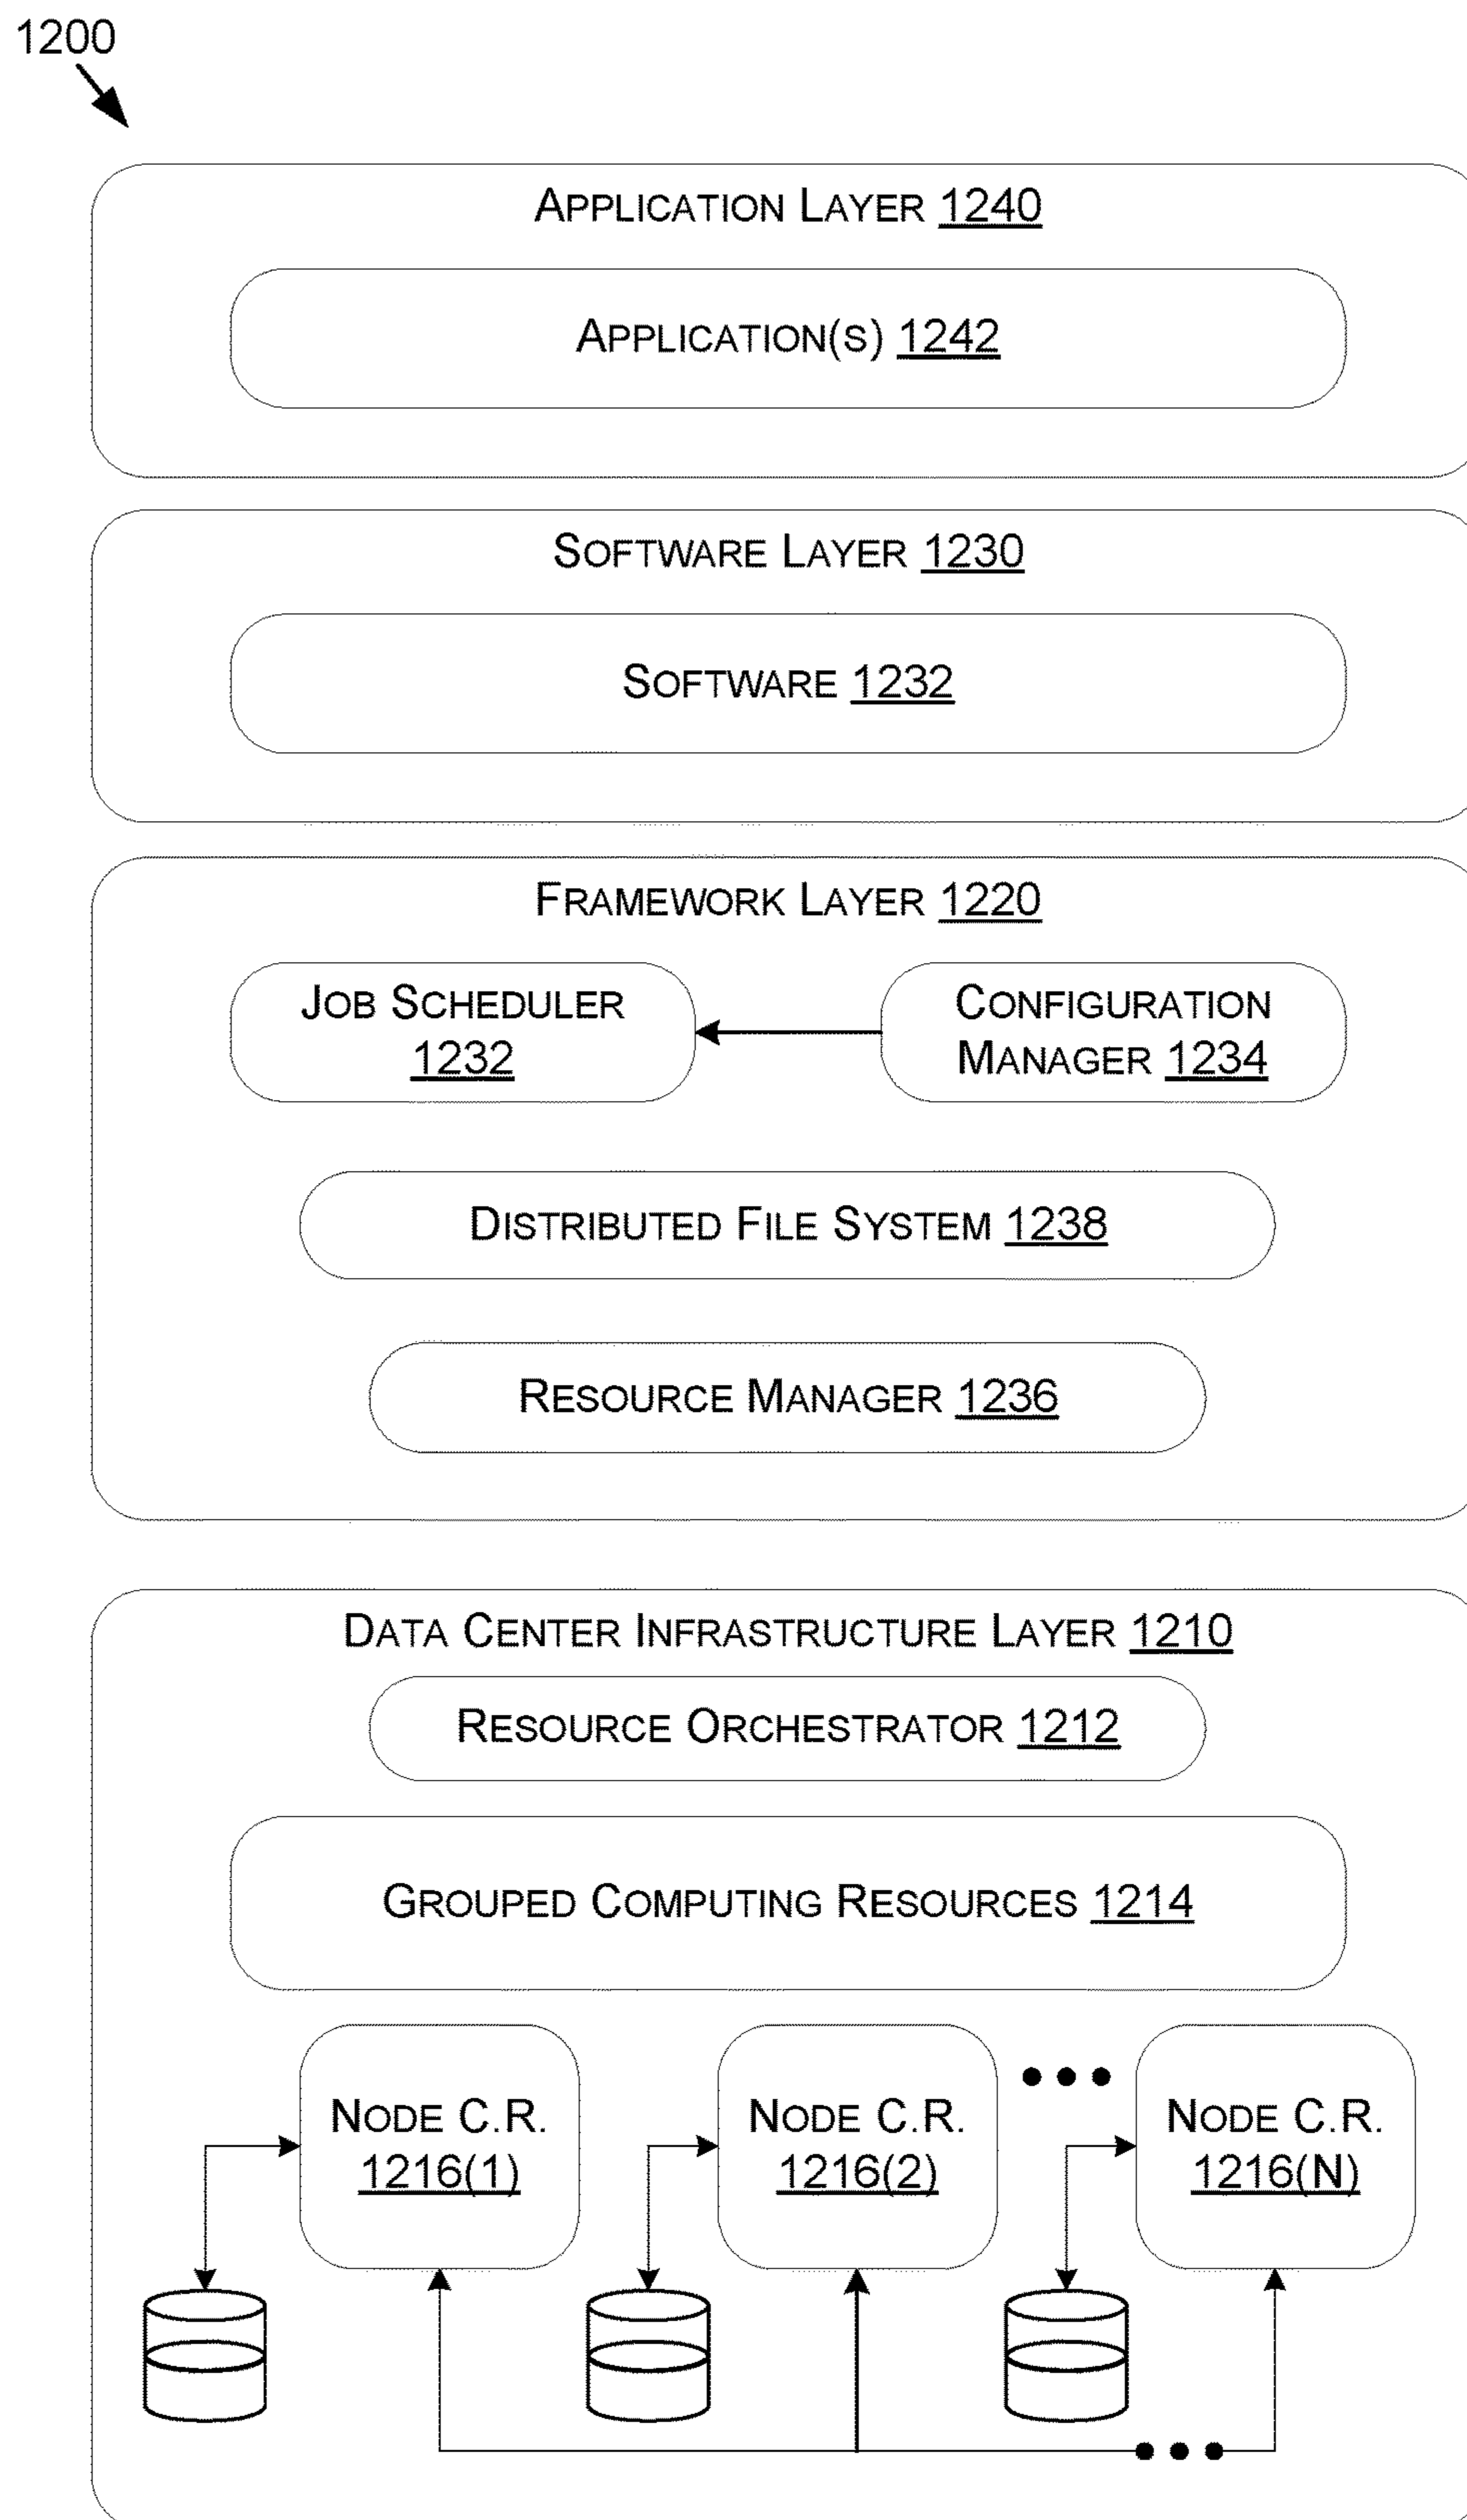 1200
APPLICATION LAYER 1240
APPLICATION(S) 1242
SOFTWARE LAYER 1230
SOFTWARE 1232
FRAMEWORK LAYER 1220
JOB SCHEDULER
1232
CONFIGURATION
MANAGER 1234
DISTRIBUTED FILE SYSTEM 1238
RESOURCE MANAGER 1236
DATA CENTER INFRASTRUCTURE LAYER 1210
RESOURCE ORCHESTRATOR 1212
GROUPED COMPUTING RESOURCES 1214
NODE C.R.
1216(1)
NODE C.R.
1216(2)
NODE C.R.
1216(N)